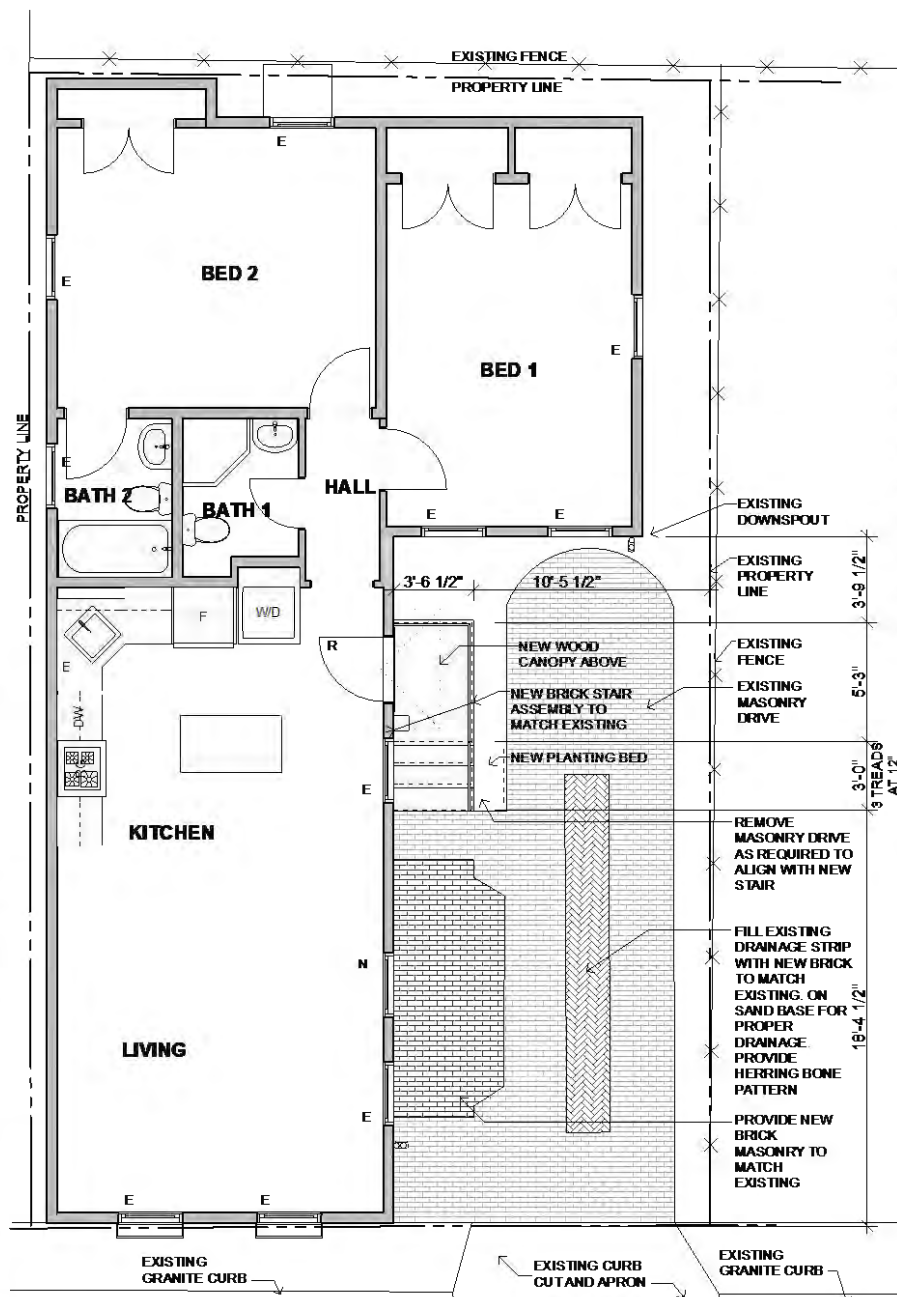 EXISTING FENCE
PROPERTY LINE
E
BED 2
E
E
BED 1
PROPERTY LINE
E
HALL
BATH 2
BATH 1
EXISTING
DOWNSPOUT
EXISTING
PROPERTY
LINE
3'-9 1/2"
3'-6 1/2"
10'-5 1/2"
E
E
F
W/D
R
E
DW
NEW WOOD
CANOPY ABOVE
EXISTING
FENCE
EXISTING
MASONRY
DRIVE
5'-3"
NEW BRICK STAIR
ASSEMBLY TO
MATCH EXISTING
NEW PLANTING BED
3'-0"
3 TREADS
AT 12"
E
KITCHEN
REMOVE
MASONRY DRIVE
AS REQUIRED TO
ALIGN WITH NEW
STAIR
N
FILL EXISTING
DRAINAGE STRIP
WITH NEW BRICK
TO MATCH
EXISTING. ON
SAND BASE FOR
PROPER
DRAINAGE.
PROVIDE
HERRING BONE
PATTERN
18'-4 1/2"
LIVING
E
PROVIDE NEW
BRICK
MASONRY TO
MATCH
EXISTING
E
E
EXISTING
GRANITE CURB
EXISTING CURB
CUT AND APRON
EXISTING
GRANITE CURB